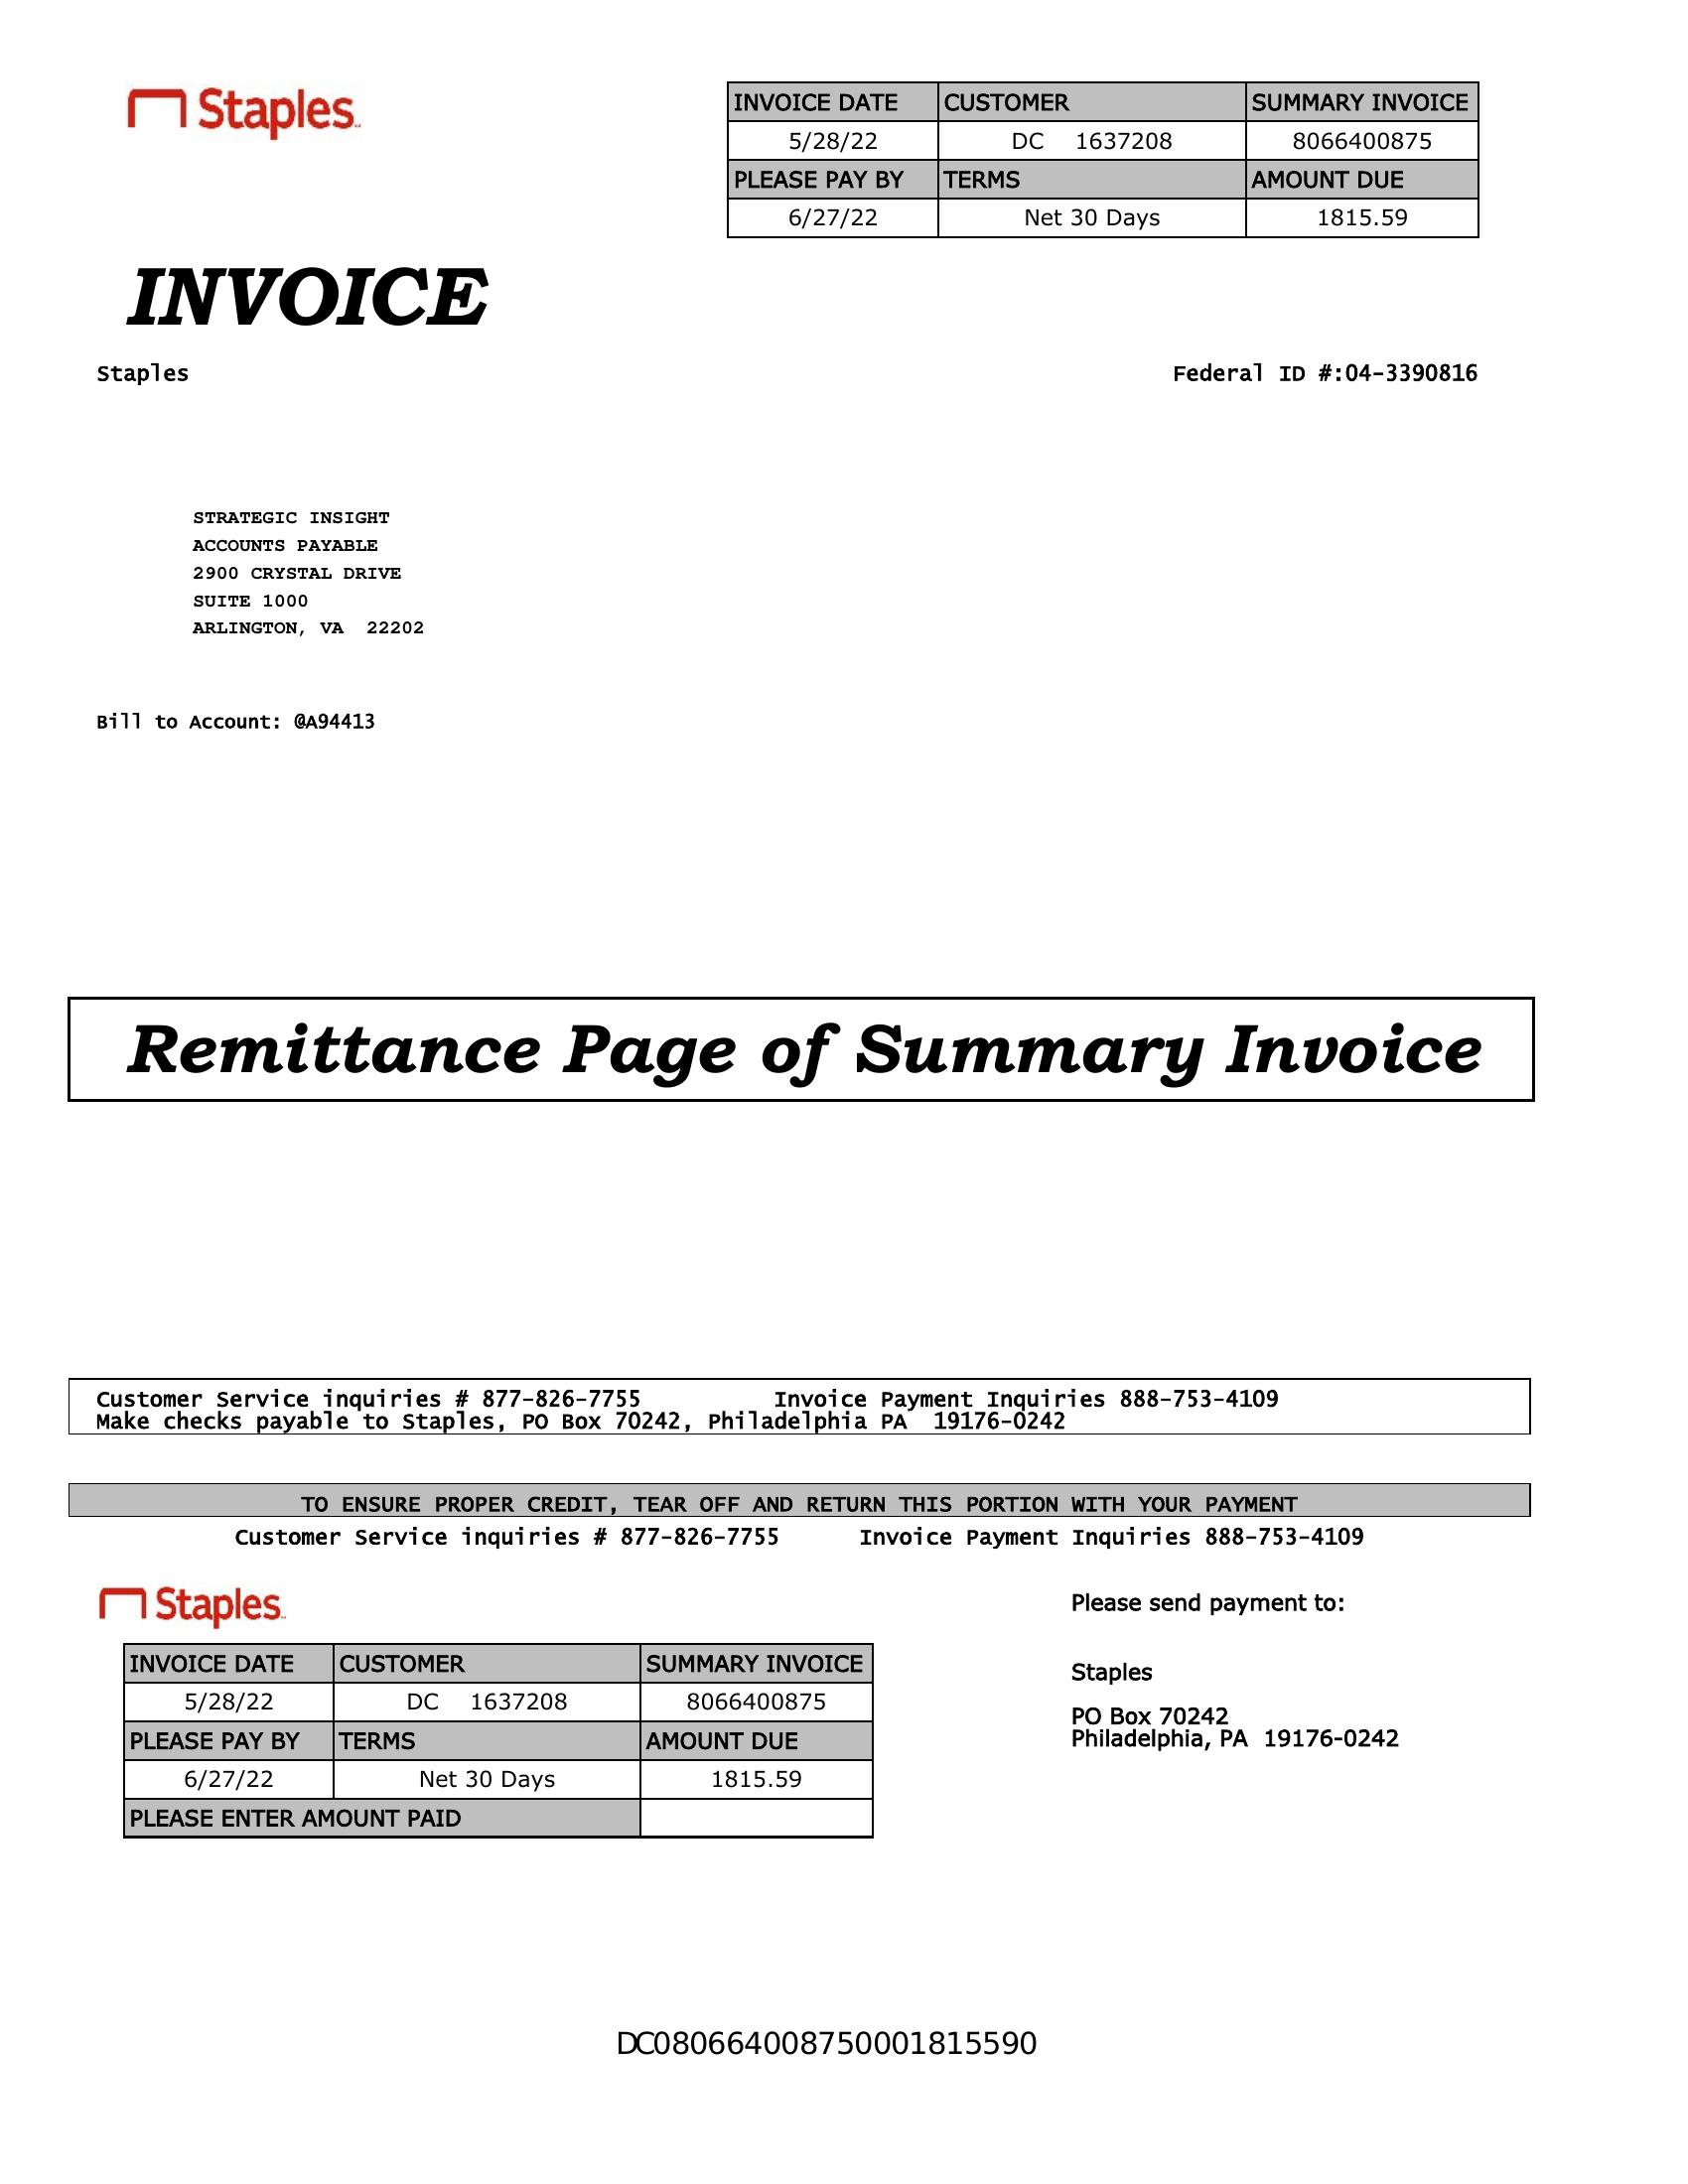 Staples
INVOICE DATE CUSTOMER SUMMARY INVOICE
5/28/22 DC 1637208 8066400875
PLEASE PAY BY TERMS AMOUNT DUE
6/27/22 Net 30 Days 1815.59
INVOICE
Staples Federal ID #:04-3390816
STRATEGIC INSIGHT
ACCOUNTS PAYABLE
2900 CRYSTAL DRIVE
SUITE 1000
ARLINGTON, VA 22202
Bill to Account: @A94413
Remittance Page of Summary Invoice
Customer Service inquiries # 877-826-7755 Invoice Payment Inquiries 888-753-4109
Make checks payable to Staples, PO Box 70242, Philadelphia PA 19176-0242
TO ENSURE PROPER CREDIT, TEAR OFF AND RETURN THIS PORTION WITH YOUR PAYMENT
Customer Service inquiries # 877-826-7755 Invoice Payment Inquiries 888-753-4109
Staples
INVOICE DATE CUSTOMER SUMMARY INVOICE
5/28/22 DC 1637208 8066400875
PLEASE PAY BY TERMS AMOUNT DUE
6/27/22 Net 30 Days 1815.59
PLEASE ENTER AMOUNT PAID
Please send payment to:
Staples
PO Box 70242
Philadelphia, PA 19176-0242
DC080664008750001815590